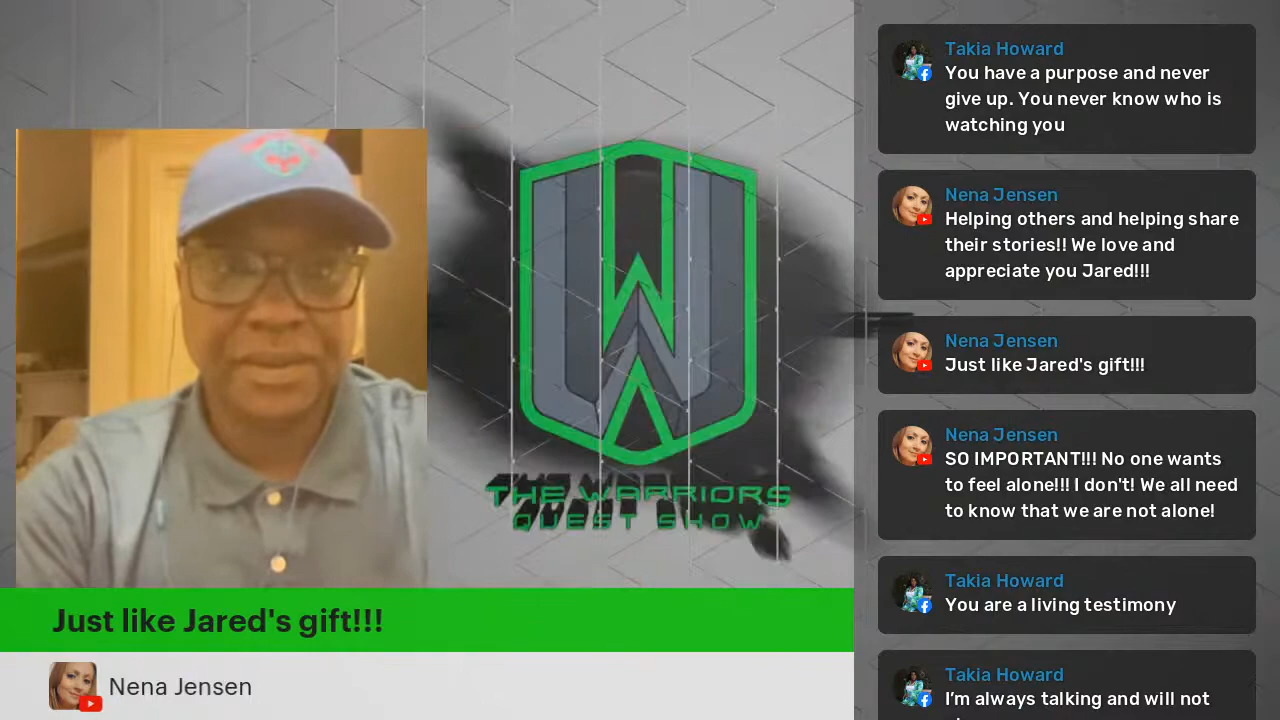 THE WARRIORS
QUEST SHOW
Just like Jared's gift!!!
Nena Jensen
Takia Howard
You have a purpose and never
give up. You never know who is
watching you
Nena Jensen
Helping others and helping share
their stories!! We love and
appreciate you Jared!!!
Nena Jensen
Just like Jared's gift!!!
Nena Jensen
SO IMPORTANT!!! No one wants
to feel alone!!! I don't! We all need
to know that we are not alone!
Takia Howard
You are a living testimony
Takia Howard
I'm always talking and will not